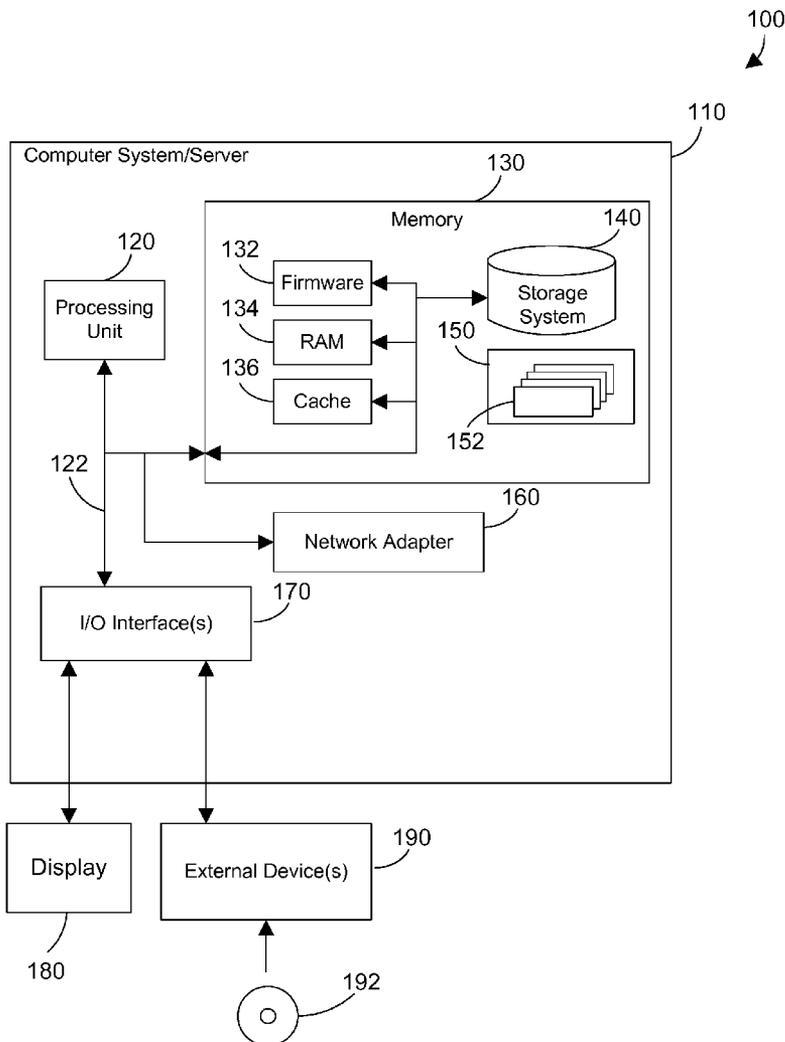 100
110
Computer System/Server
130
Memory
140
120
132
Firmware
Storage
System
Processing
Unit
134
RAM
150
136
Cache
152
122
160
Network Adapter
170
I/O Interface(s)
190
Display
External Device(s)
180
192